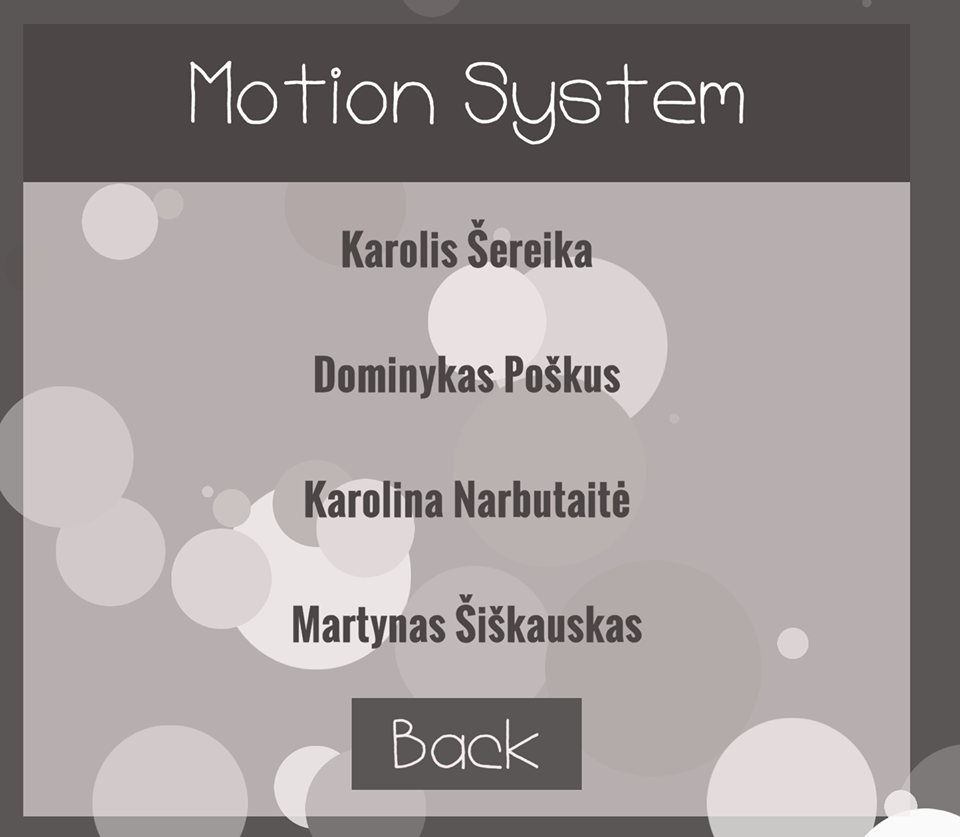 Motion System
Karolis Šereika
Dominykas Poškus
Karolina Narbutaitė
Martynas Šiškauskas
Back